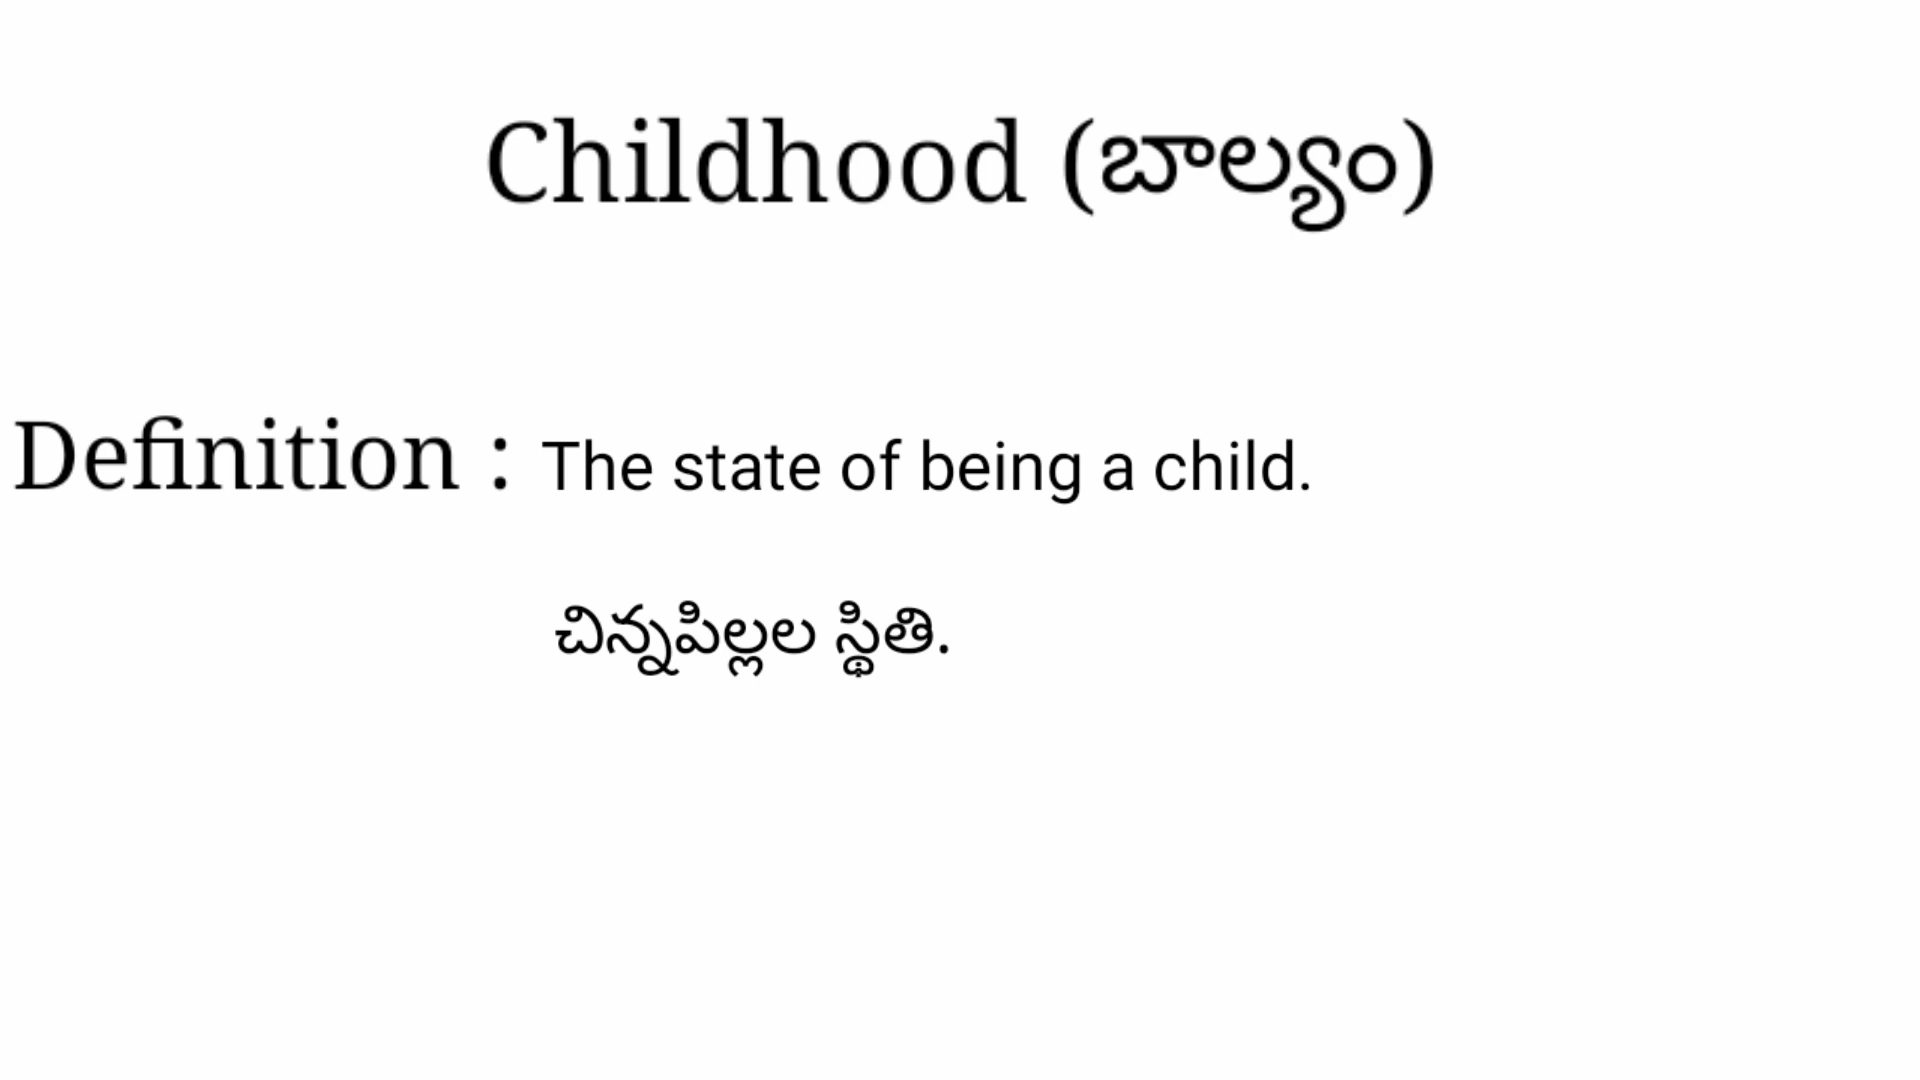 Childhood (బాల్యం)
Definition : The state of being a child.
చిన్నపిల్లల స్థితి.